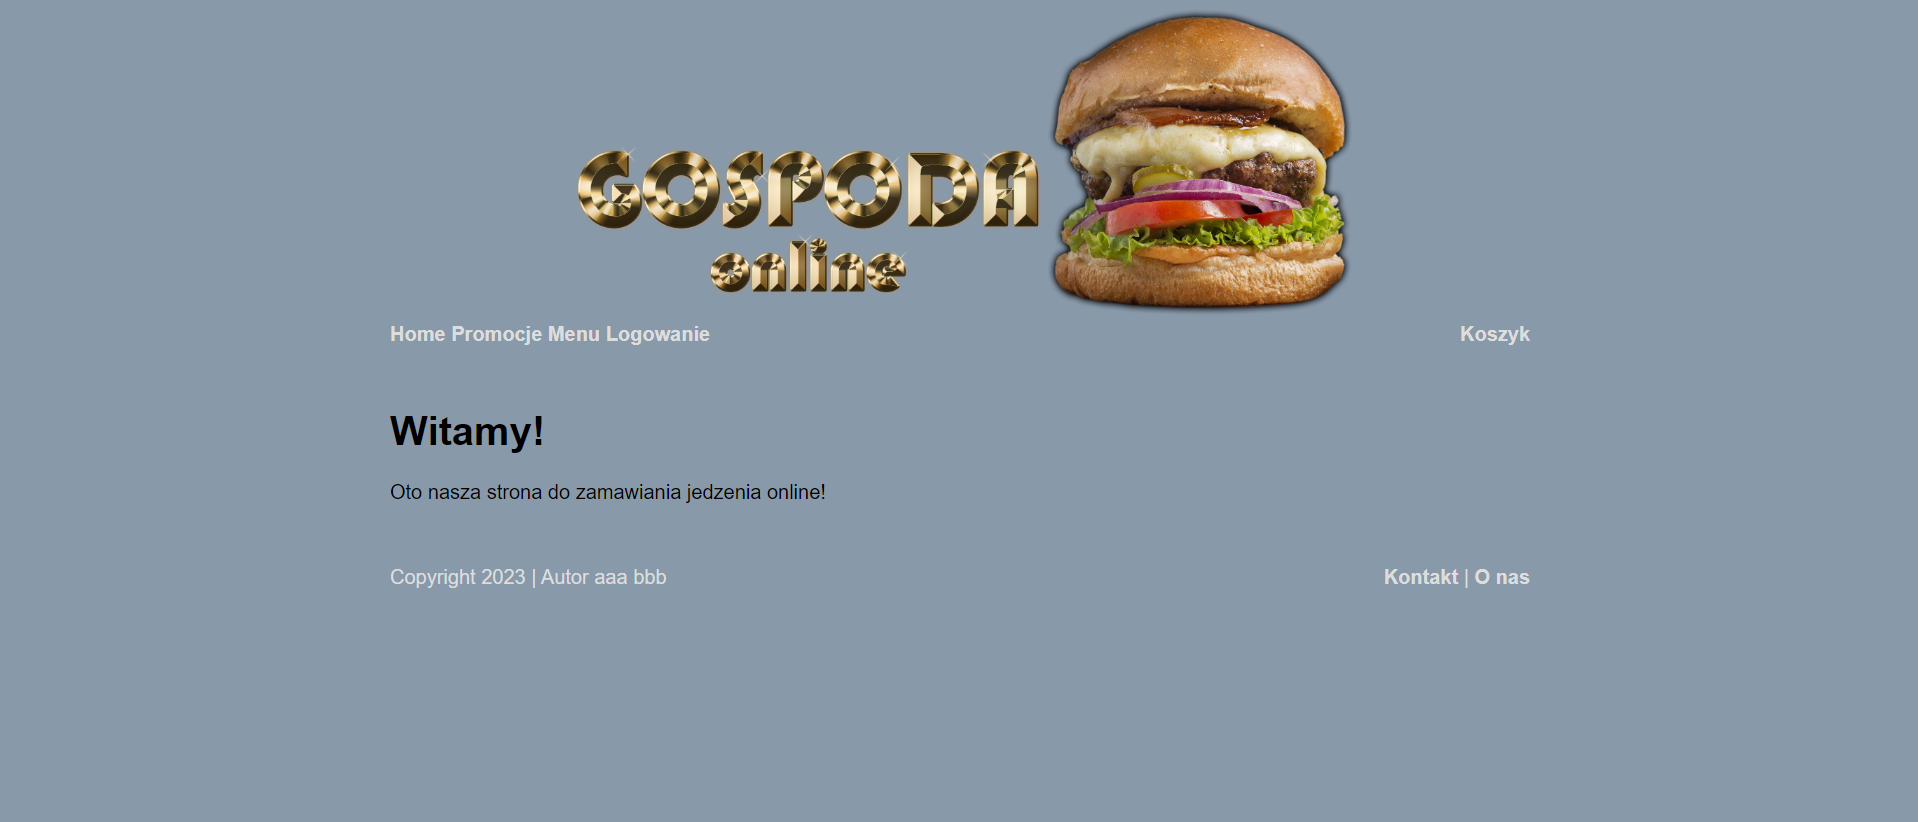 GOSPODA
online
Home Promocje Menu Logowanie Koszyk
Witamy!
Oto nasza strona do zamawiania jedzenia online!
Copyright 2023 | Autor aaa bbb Kontakt | O nas